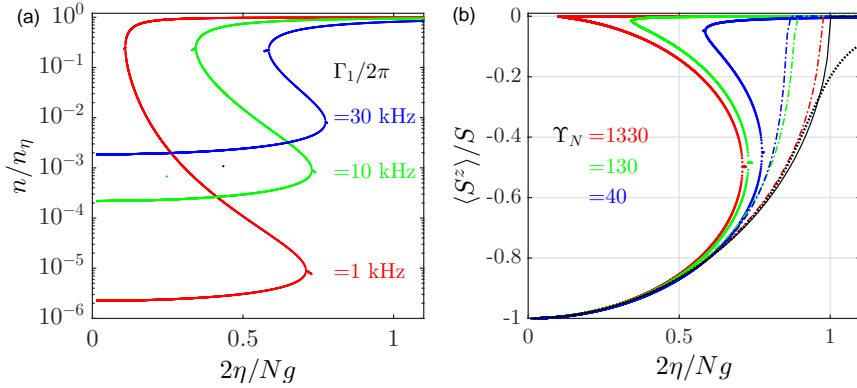 (a)
10^0
10^-1
10^-2
10^-3
10^-4
10^-5
10^-6
n/n_η
Γ_1/2π
=30 kHz
=10 kHz
=1 kHz
0
0.5
1
2η/Ng
(b)
0
-0.2
-0.4
-0.6
-0.8
-1
⟨S^z⟩/S
ϒ_N =1330
=130
=40
0
0.5
1
2η/Ng